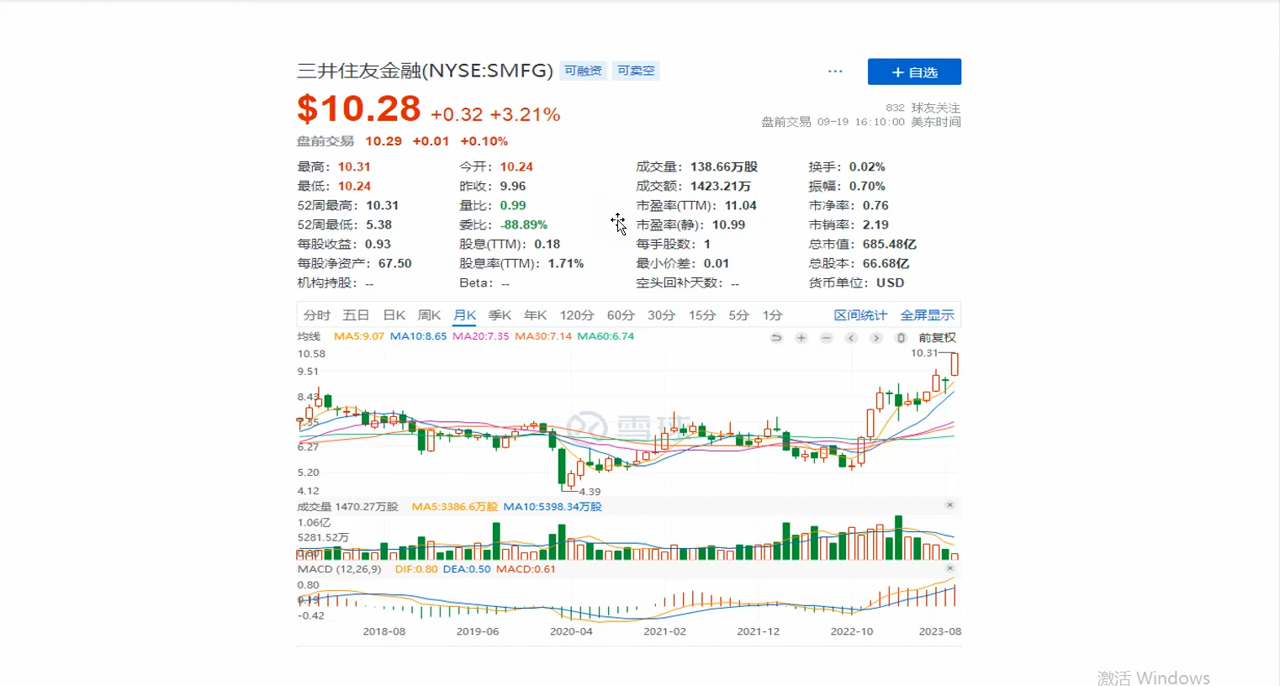 三井住友金融(NYSE:SMFG) 可融资 可卖空 ··· + 自选
$10.28 +0.32 +3.21% 832 球友关注
盘前交易 09-19 16:10:00 美东时间
盘前交易 10.29 +0.01 +0.10%
最高: 10.31 今开: 10.24 成交量: 138.66万股 换手: 0.02%
最低: 10.24 昨收: 9.96 成交额: 1423.21万 振幅: 0.70%
52周最高: 10.31 量比: 0.99 市盈率(TTM): 11.04 市净率: 0.76
52周最低: 5.38 委比: -88.89% 市盈率(静): 10.99 市销率: 2.19
每股收益: 0.93 股息(TTM): 0.18 每手股数: 1 总市值: 685.48亿
每股净资产: 67.50 股息率(TTM): 1.71% 最小价差: 0.01 总股本: 66.68亿
机构持股: -- Beta: -- 空头回补天数: -- 货币单位: USD
分时 五日 日K 周K 月K 季K 年K 120分 60分 30分 15分 5分 1分 区间统计 全屏显示
均线 MA5:9.07 MA10:8.65 MA20:7.35 MA30:7.14 MA60:6.74 前复权
10.58 10.31
9.51
8.43
7.35
雪球
6.27
5.20
4.12 4.39
成交量 1470.27万股 MA5:3386.6万股 MA10:5398.34万股
1.06亿
5281.52万
MACD (12,26,9) DIF:0.80 DEA:0.50 MACD:0.61
0.80
0.19
-0.42
2018-08 2019-06 2020-04 2021-02 2021-12 2022-10 2023-08
激活 Windows